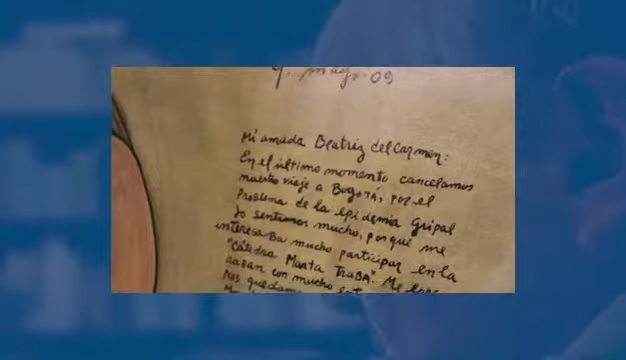 9. mayo. 09
Mi amada Beatriz del Carmen:
En el último momento cancelamos
nuestro viaje a Bogotá, por el
problema de la epidemia Gripal
lo sentimos mucho, porque me
interesaba mucho participar en la
"Cátedra Marta TraBA". Me
con mucho
Nos quedamos